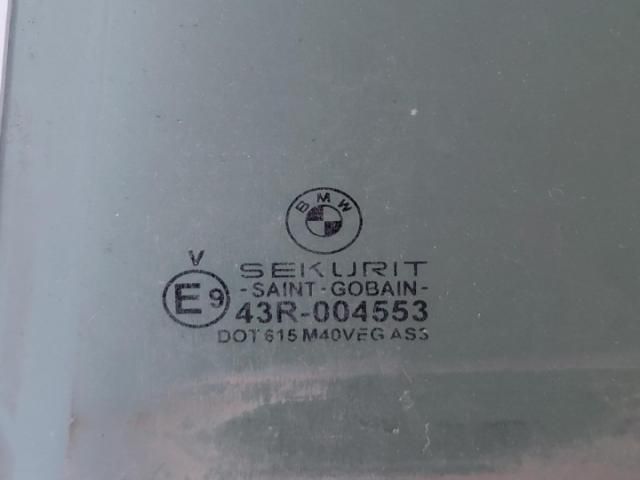 BMW
V
SEKURIT
-SAINT-GOBAIN-
E9 43R-004553
DOT 615 M40VEG AS3